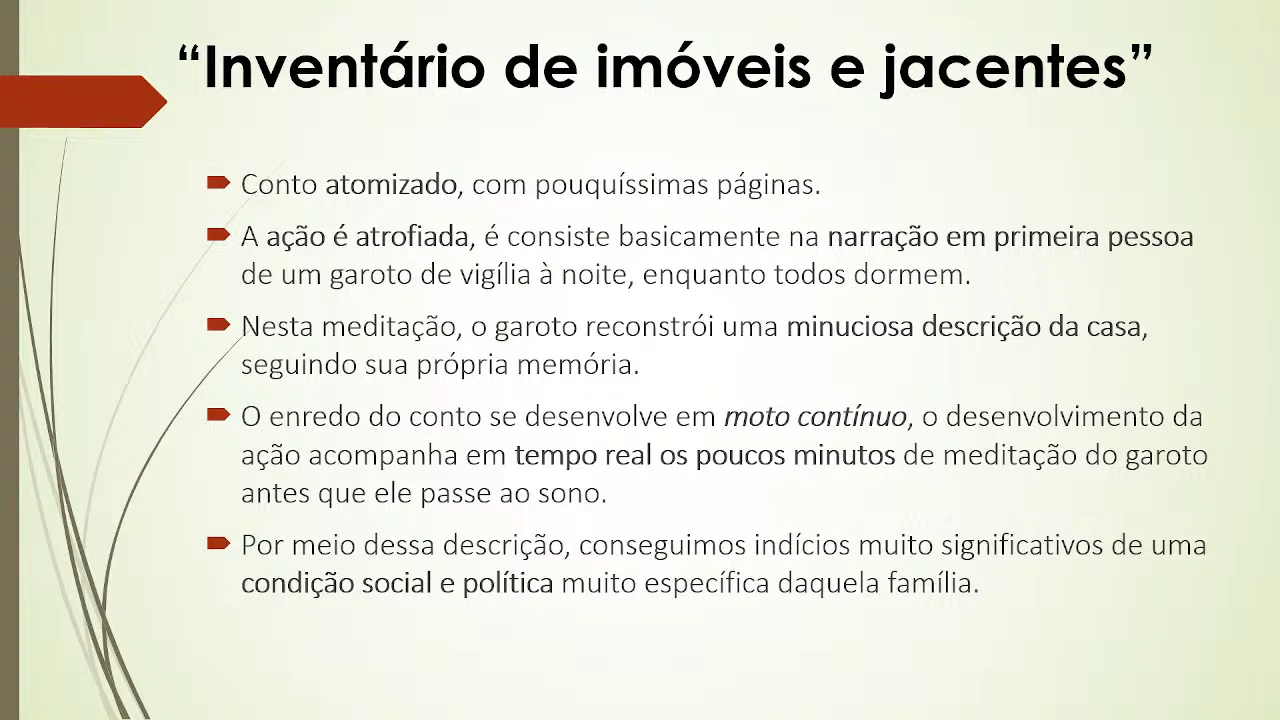 “Inventário de imóveis e jacentes”
Conto atomizado, com pouquíssimas páginas.
A ação é atrofiada, é consiste basicamente na narração em primeira pessoa
de um garoto de vigília à noite, enquanto todos dormem.
Nesta meditação, o garoto reconstrói uma minuciosa descrição da casa,
seguindo sua própria memória.
O enredo do conto se desenvolve em moto contínuo, o desenvolvimento da
ação acompanha em tempo real os poucos minutos de meditação do garoto
antes que ele passe ao sono.
Por meio dessa descrição, conseguimos indícios muito significativos de uma
condição social e política muito específica daquela família.